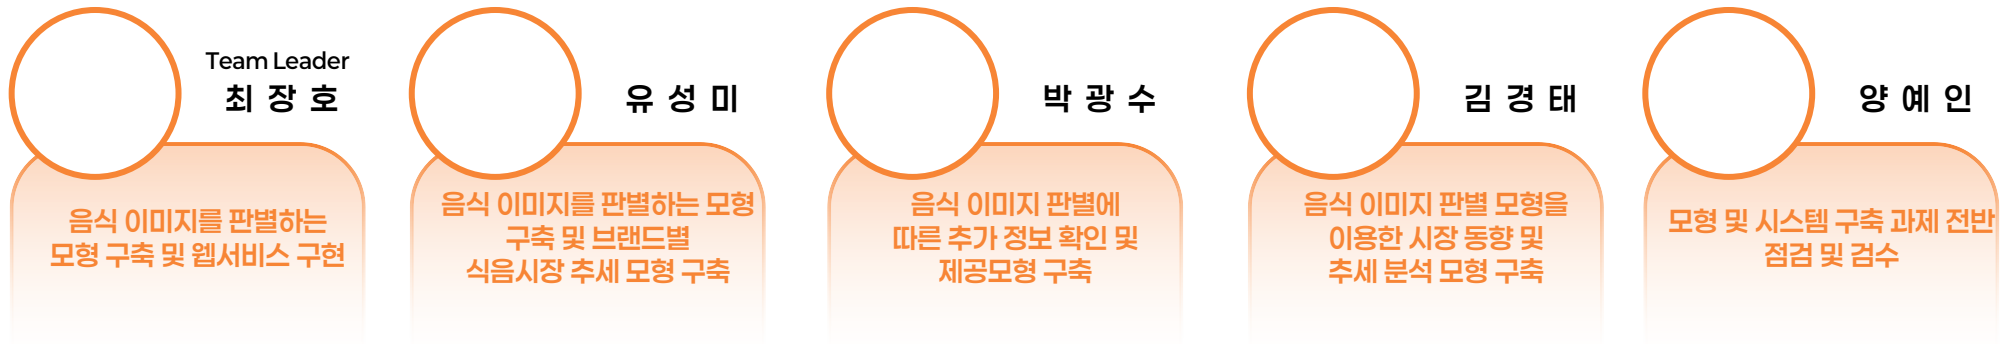 Team Leader
최 장 호
음식 이미지를 판별하는
모형 구축 및 웹서비스 구현
유 성 미
음식 이미지를 판별하는 모형
구축 및 브랜드별
식음시장 추세 모형 구축
박 광 수
음식 이미지 판별에
따른 추가 정보 확인 및
제공모형 구축
김 경 태
음식 이미지 판별 모형을
이용한 시장 동향 및
추세 분석 모형 구축
양 예 인
모형 및 시스템 구축 과제 전반
점검 및 검수